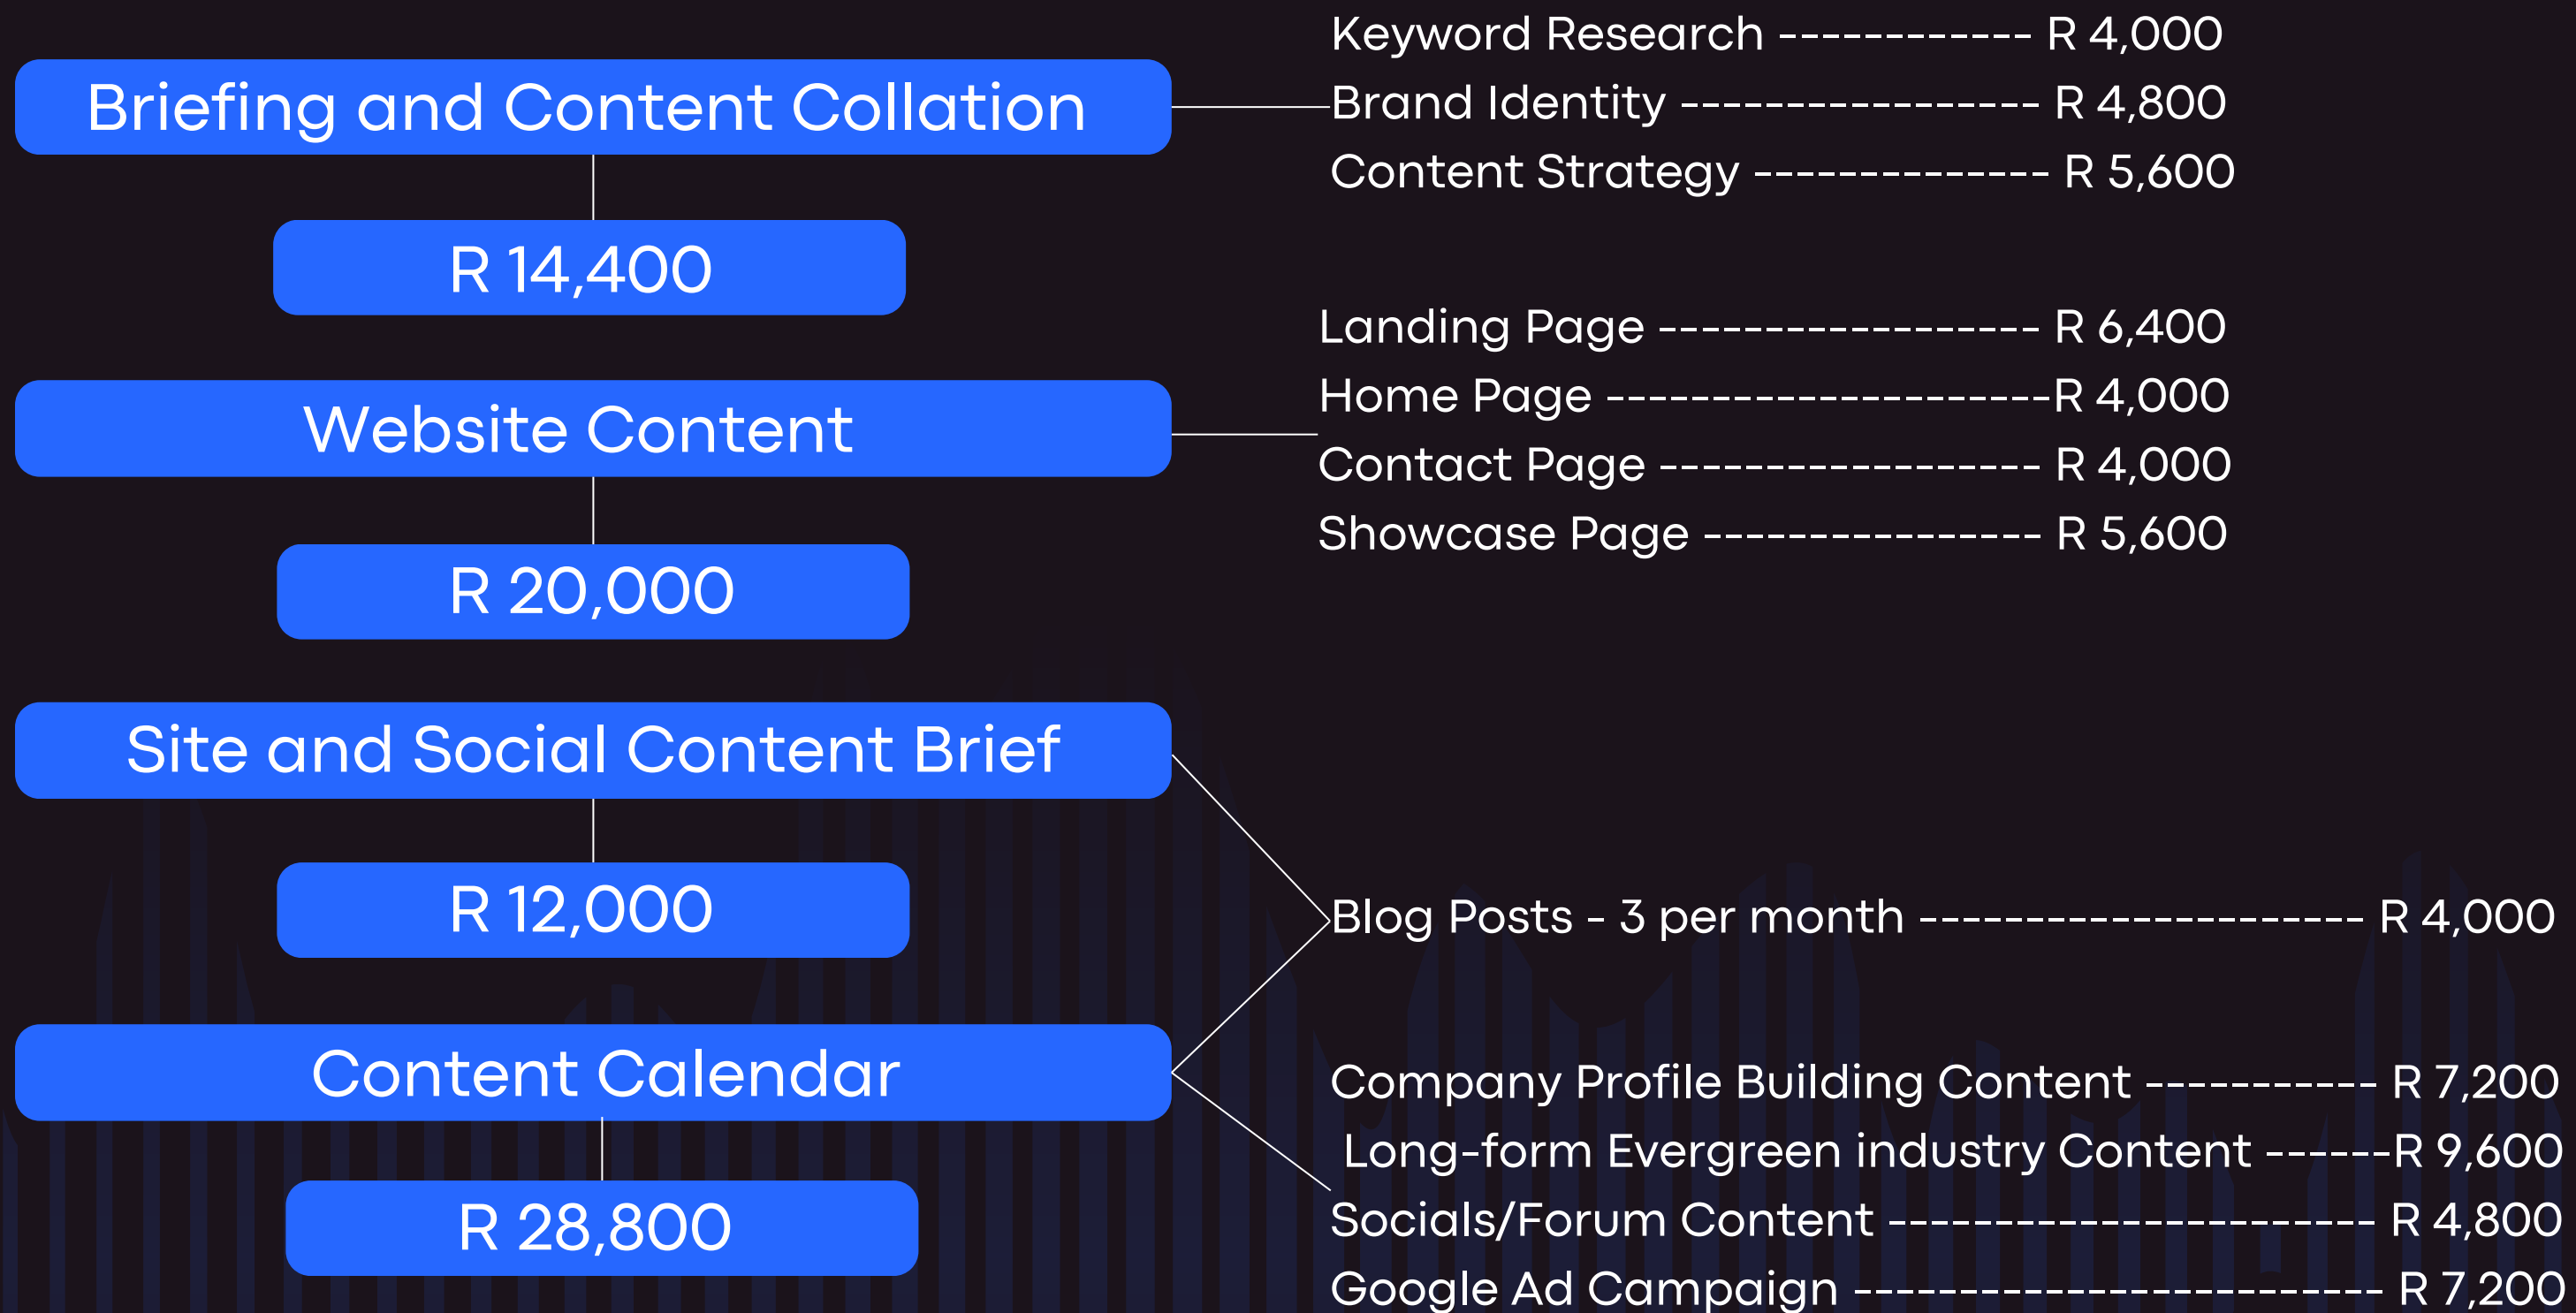 Briefing and Content Collation
R 14,400
Keyword Research ------------ R 4,000
Brand Identity ----------------- R 4,800
Content Strategy -------------- R 5,600
Website Content
R 20,000
Landing Page ------------------ R 6,400
Home Page ---------------------R 4,000
Contact Page ------------------ R 4,000
Showcase Page ---------------- R 5,600
Site and Social Content Brief
R 12,000
Blog Posts - 3 per month --------------------- R 4,000
Content Calendar
R 28,800
Company Profile Building Content ----------- R 7,200
Long-form Evergreen industry Content ------R 9,600
Socials/Forum Content ----------------------- R 4,800
Google Ad Campaign ------------------------- R 7,200